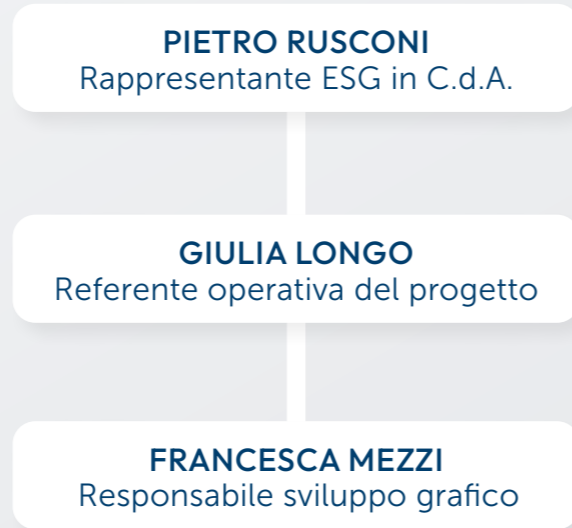 PIETRO RUSCONI
Rappresentante ESG in C.d.A.
GIULIA LONGO
Referente operativa del progetto
FRANCESCA MEZZI
Responsabile sviluppo grafico